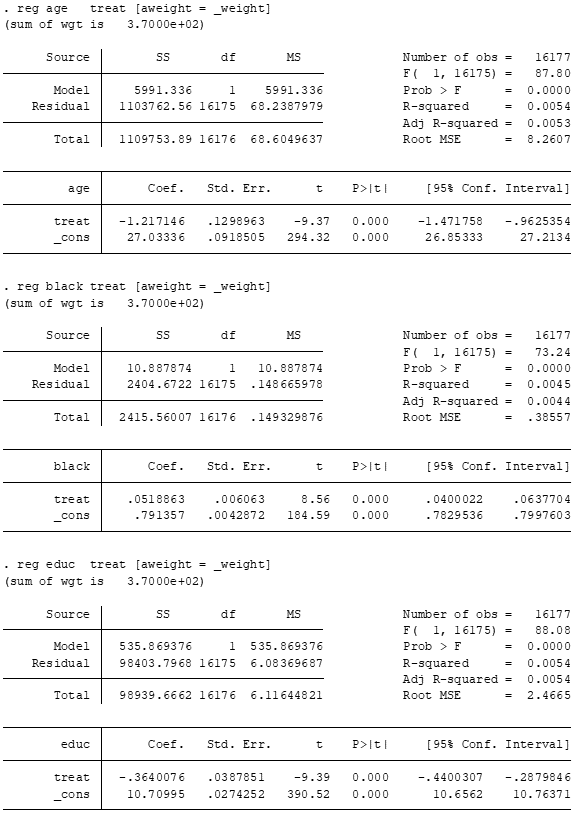 . reg age   treat [aweight = _weight]
(sum of wgt is   3.7000e+02)
Source | SS df MS Number of obs = 16177
F( 1, 16175) = 87.80
Model | 5991.336 1 5991.336 Prob > F = 0.0000
Residual | 1103762.56 16175 68.2387979 R-squared = 0.0054
Adj R-squared = 0.0053
Total | 1109753.89 16176 68.6049637 Root MSE = 8.2607
age | Coef. Std. Err. t P>|t| [95% Conf. Interval]
treat | -1.217146 .1298963 -9.37 0.000 -1.471758 -.9625354
_cons | 27.03336 .0918505 294.32 0.000 26.85333 27.2134
. reg black treat [aweight = _weight]
(sum of wgt is   3.7000e+02)
Source | SS df MS Number of obs = 16177
F( 1, 16175) = 73.24
Model | 10.887874 1 10.887874 Prob > F = 0.0000
Residual | 2404.6722 16175 .148665978 R-squared = 0.0045
Adj R-squared = 0.0044
Total | 2415.56007 16176 .149329876 Root MSE = .38557
black | Coef. Std. Err. t P>|t| [95% Conf. Interval]
treat | .0518863 .006063 8.56 0.000 .0400022 .0637704
_cons | .791357 .0042872 184.59 0.000 .7829536 .7997603
. reg educ  treat [aweight = _weight]
(sum of wgt is   3.7000e+02)
Source | SS df MS Number of obs = 16177
F( 1, 16175) = 88.08
Model | 535.869376 1 535.869376 Prob > F = 0.0000
Residual | 98403.7968 16175 6.08369687 R-squared = 0.0054
Adj R-squared = 0.0054
Total | 98939.6662 16176 6.11644821 Root MSE = 2.4665
educ | Coef. Std. Err. t P>|t| [95% Conf. Interval]
treat | -.3640076 .0387851 -9.39 0.000 -.4400307 -.2879846
_cons | 10.70995 .0274252 390.52 0.000 10.6562 10.76371